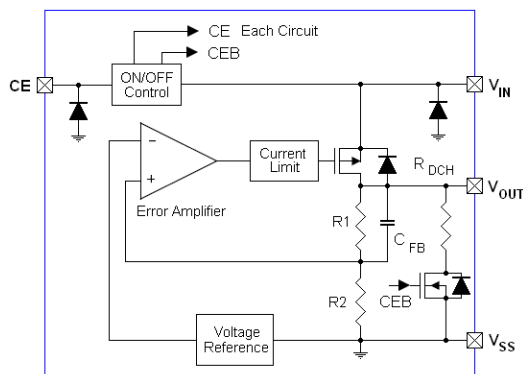 CE Each Circuit
CEB
CE
ON/OFF
Control
VIN
−
+
Error Amplifier
Current
Limit
RDCH
VOUT
R1
CFB
R2
CEB
Voltage
Reference
VSS